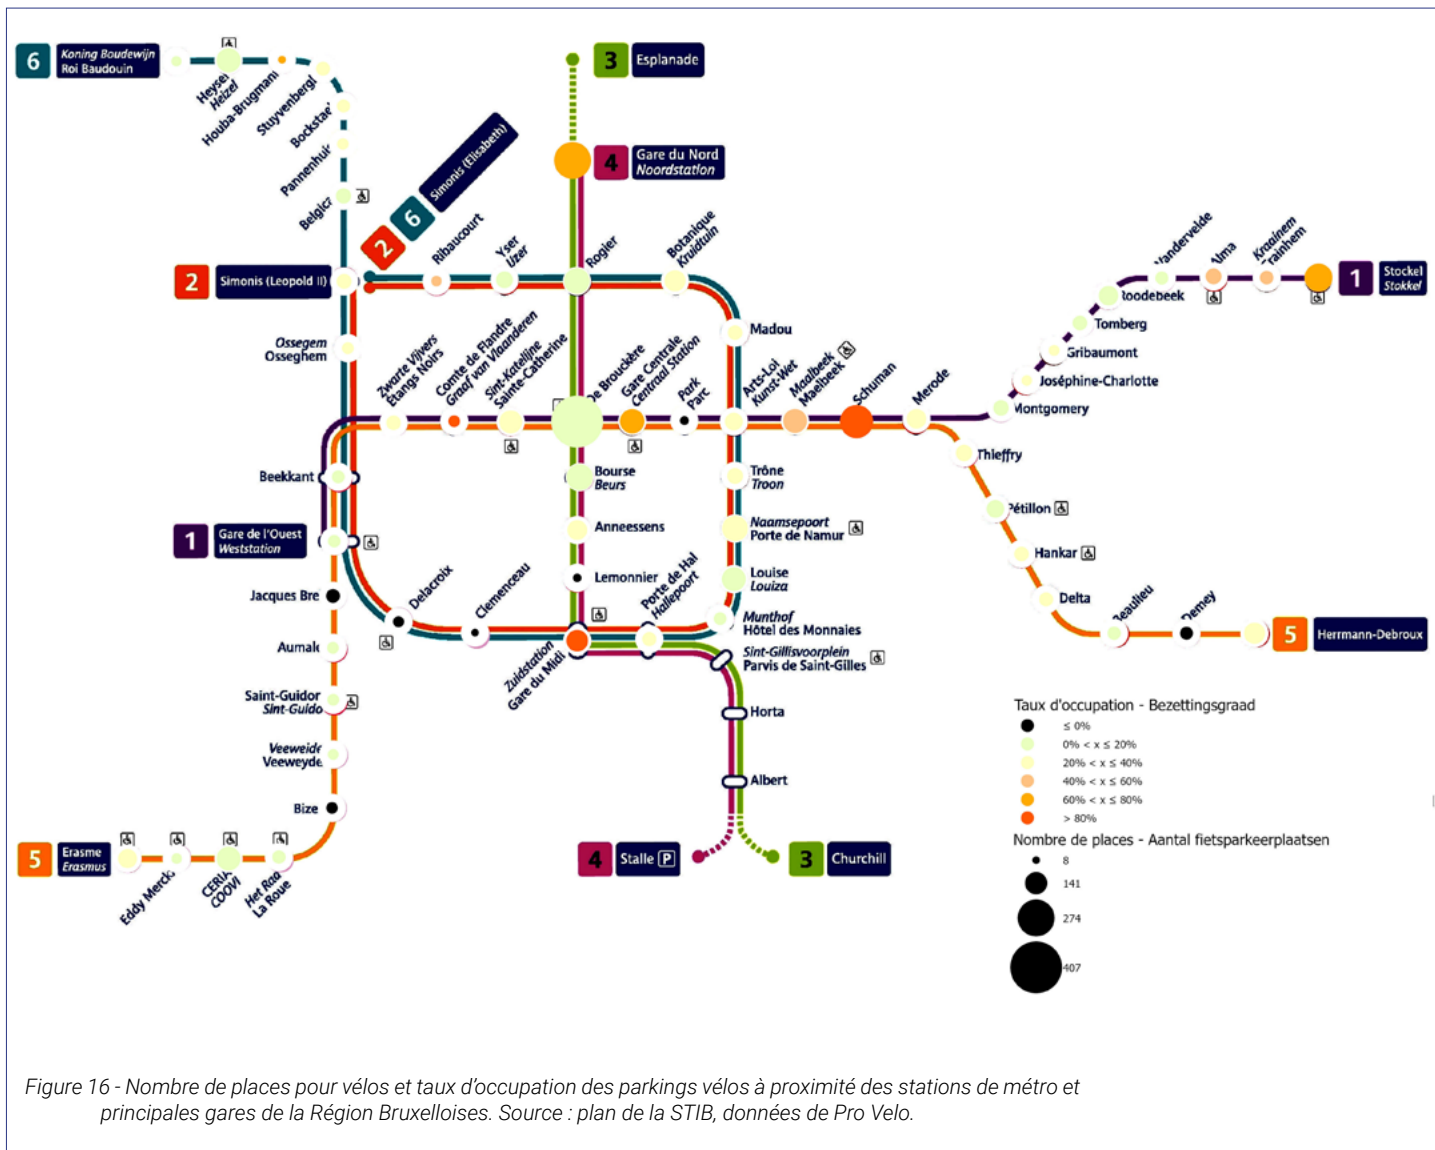 6
Koning Boudewijn
Roi Baudouin
Heysel
Heizel
Houba-Brugmann
Stuyvenbergh
Bockstael
Pannenhuis
Belgica
3
Esplanade
4
Gare du Nord
Noordstation
2
6
Simonis (Elisabeth)
Ribaucourt
Yser
IJzer
Rogier
Botanique
Kruidtuin
2
Simonis (Leopold II)
Ossegem
Osseghem
Madou
Vandervelde
Alma
Kraainem
Crainhem
1
Stockel
Stokkel
Roodebeek
Tomberg
Gribaumont
Joséphine-Charlotte
Montgomery
Zwarte Vijvers
Étangs Noirs
Comte de Flandre
Graaf van Vlaanderen
Sint-Katelijne
Sainte-Catherine
De Brouckère
Gare Centrale
Centraal Station
Park
Parc
Arts-Loi
Kunst-Wet
Maalbeek
Maelbeek
Schuman
Merode
Thieffry
Pétillon
Hankar
Delta
Beaulieu
Demey
5
Herrmann-Debroux
Beekkant
1
Gare de l'Ouest
Weststation
Bourse
Beurs
Anneessens
Lemonnier
Trône
Troon
Naamsepoort
Porte de Namur
Louise
Louiza
Munthof
Hôtel des Monnaies
Sint-Gillisvoorplein
Parvis de Saint-Gilles
Porte de Hal
Hallepoort
Zuidstation
Gare du Midi
Delacroix
Clemenceau
Jacques Bre
Aumale
Saint-Guidon
Sint-Guido
Veeweide
Veeweyde
Bize
Horta
Albert
5
Erasme
Erasmus
Eddy Merckx
CERIA
COOVI
Het Rad
La Roue
4
Stalle P
3
Churchill
Taux d'occupation - Bezettingsgraad
≤ 0%
0% < x ≤ 20%
20% < x ≤ 40%
40% < x ≤ 60%
60% < x ≤ 80%
> 80%
Nombre de places - Aantal fietsparkeerplaatsen
8
141
274
407
Figure 16 - Nombre de places pour vélos et taux d'occupation des parkings vélos à proximité des stations de métro et
principales gares de la Région Bruxelloises. Source : plan de la STIB, données de Pro Velo.